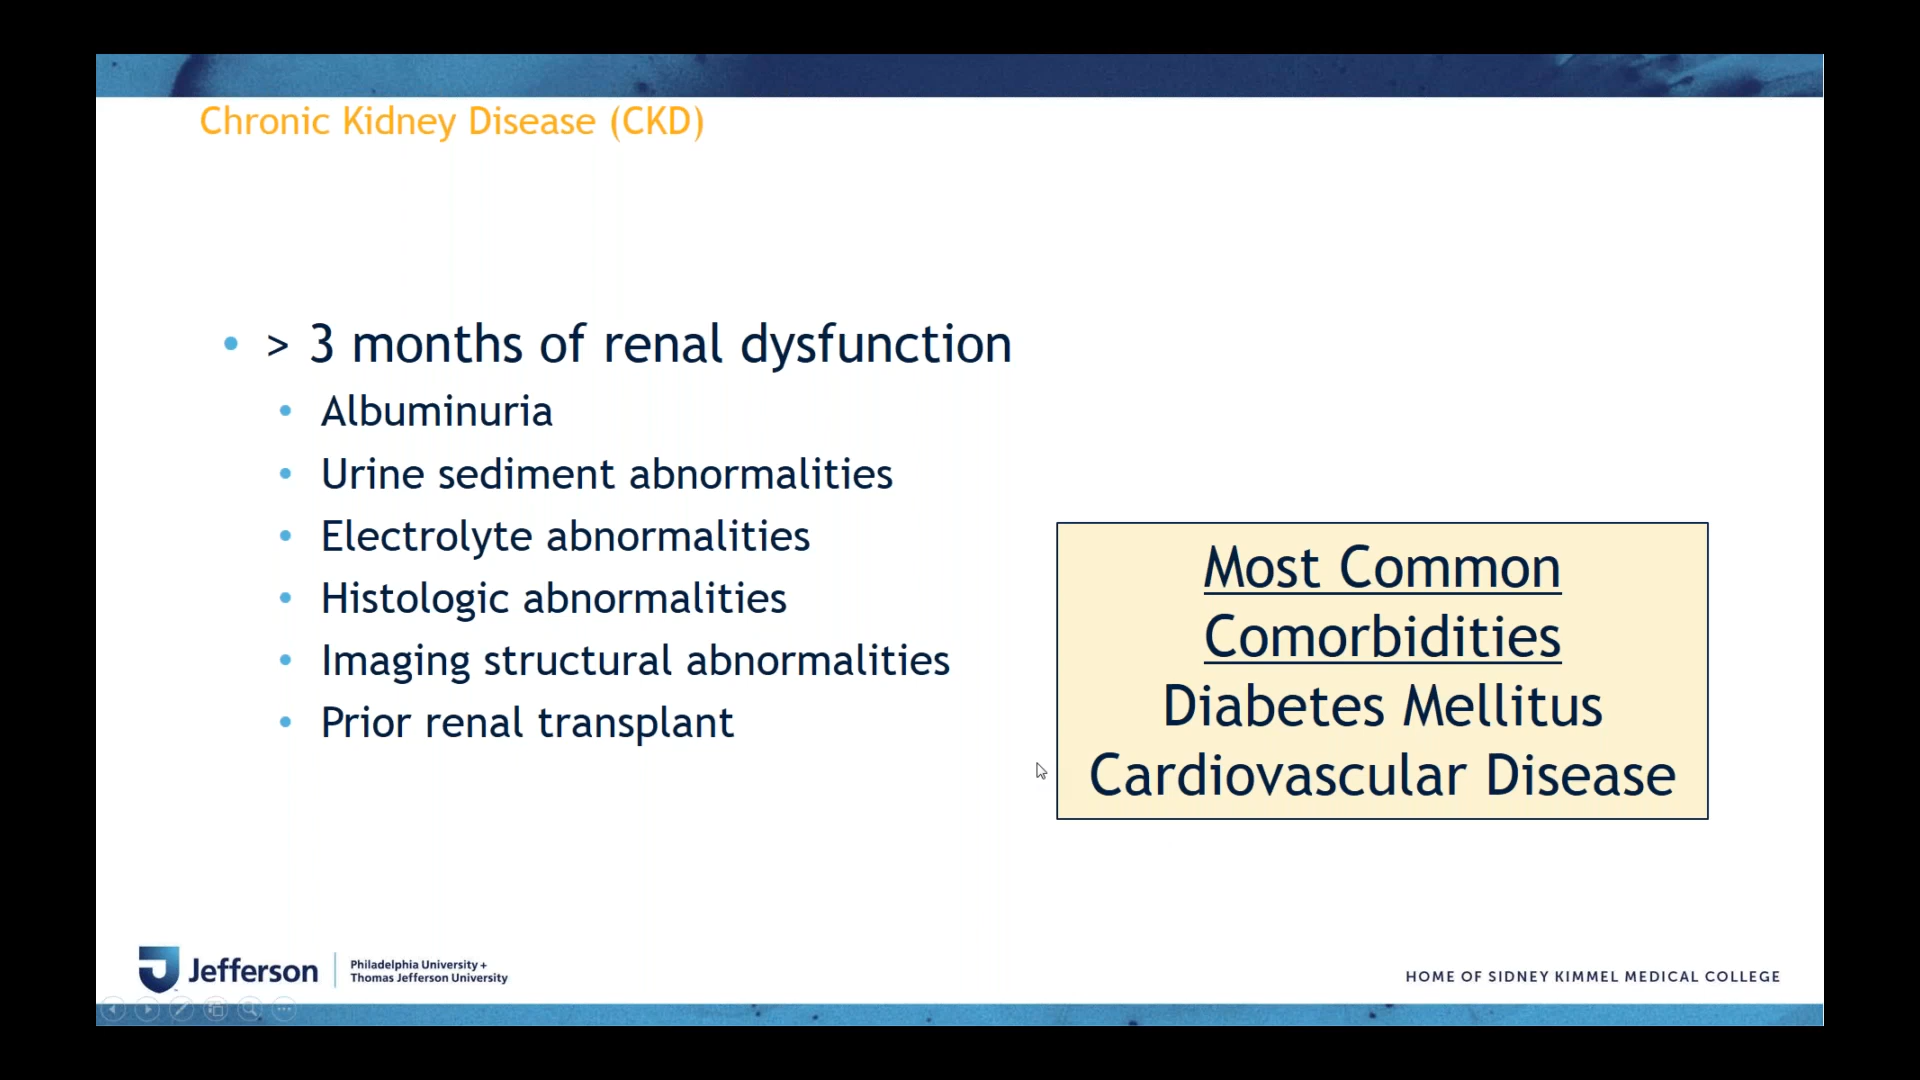 Chronic Kidney Disease (CKD)
• > 3 months of renal dysfunction
• Albuminuria
• Urine sediment abnormalities
• Electrolyte abnormalities
• Histologic abnormalities
• Imaging structural abnormalities
• Prior renal transplant
Most Common
Comorbidities
Diabetes Mellitus
Cardiovascular Disease
Jefferson
Philadelphia University +
Thomas Jefferson University
HOME OF SIDNEY KIMMEL MEDICAL COLLEGE